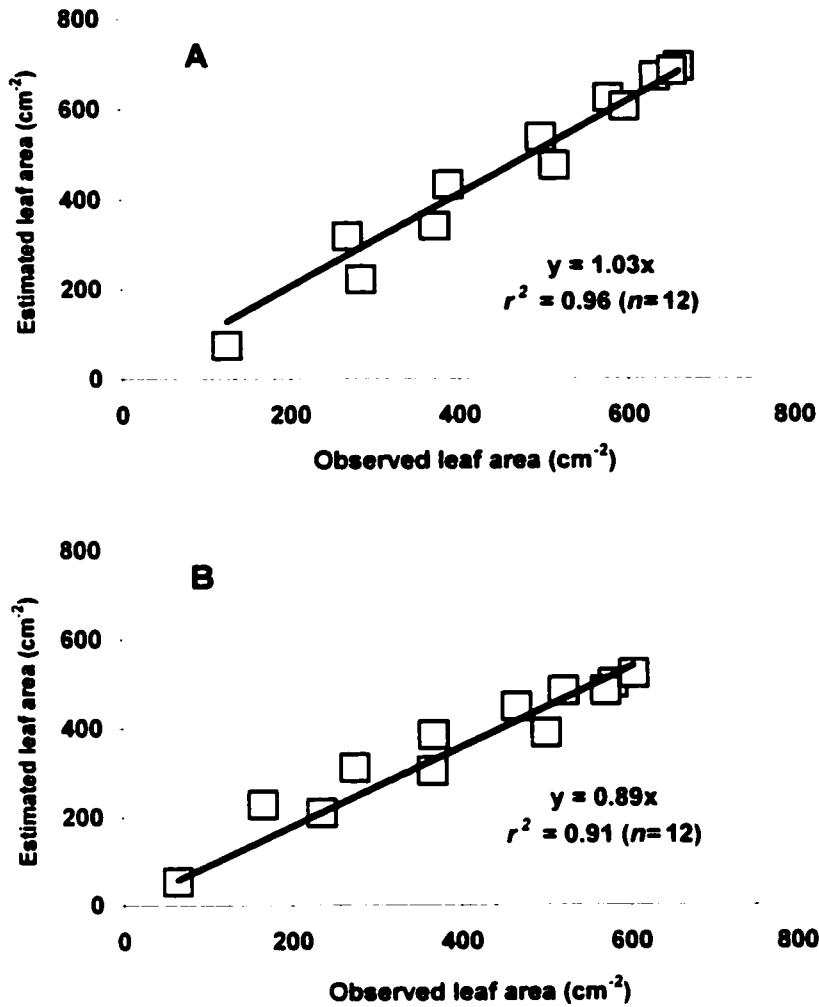 A
Estimated leaf area (cm⁻²)
800
600
400
200
0
y = 1.03x
r² = 0.96 (n=12)
0 200 400 600 800
Observed leaf area (cm⁻²)
B
Estimated leaf area (cm⁻²)
800
600
400
200
0
y = 0.89x
r² = 0.91 (n=12)
0 200 400 600 800
Observed leaf area (cm⁻²)